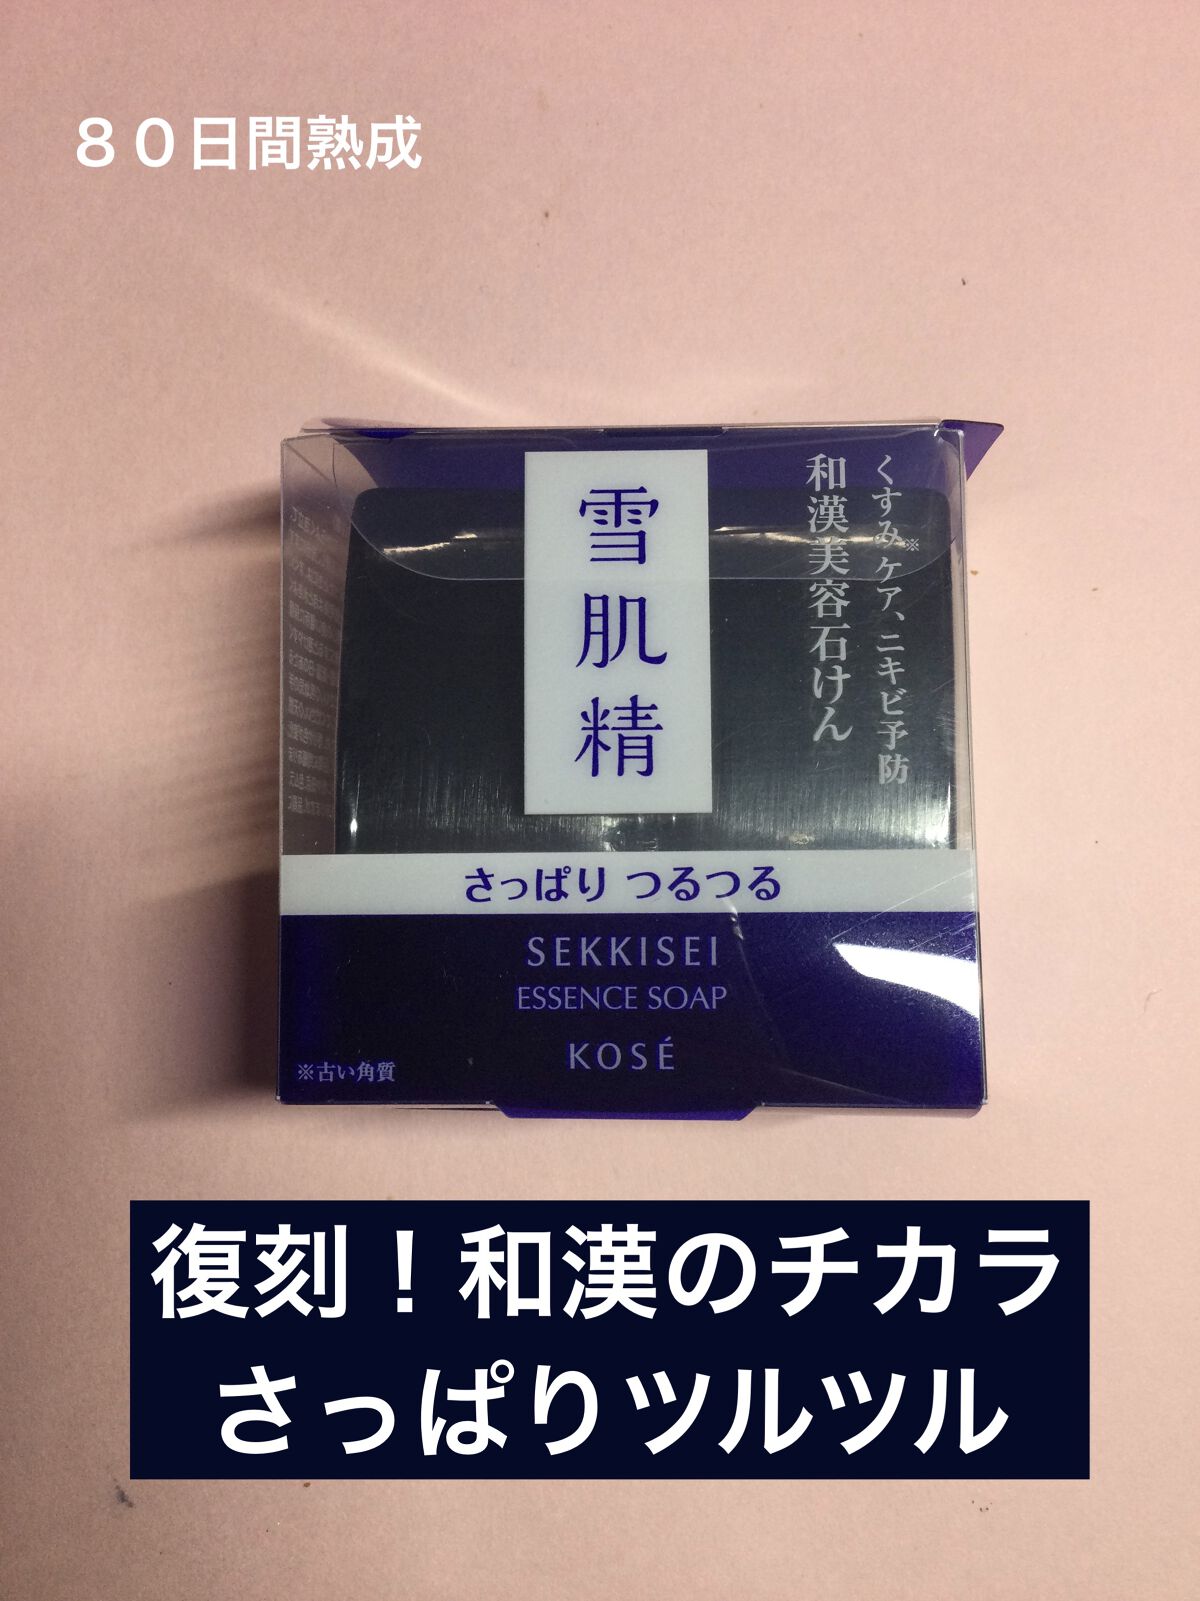 ８０日間熟成
雪肌精
くすみ※ケア、ニキビ予防
和漢美容石けん
さっぱり つるつる
SEKKISEI
ESSENCE SOAP
KOSÉ
※古い角質
復刻！和漢のチカラ
さっぱりツルツル